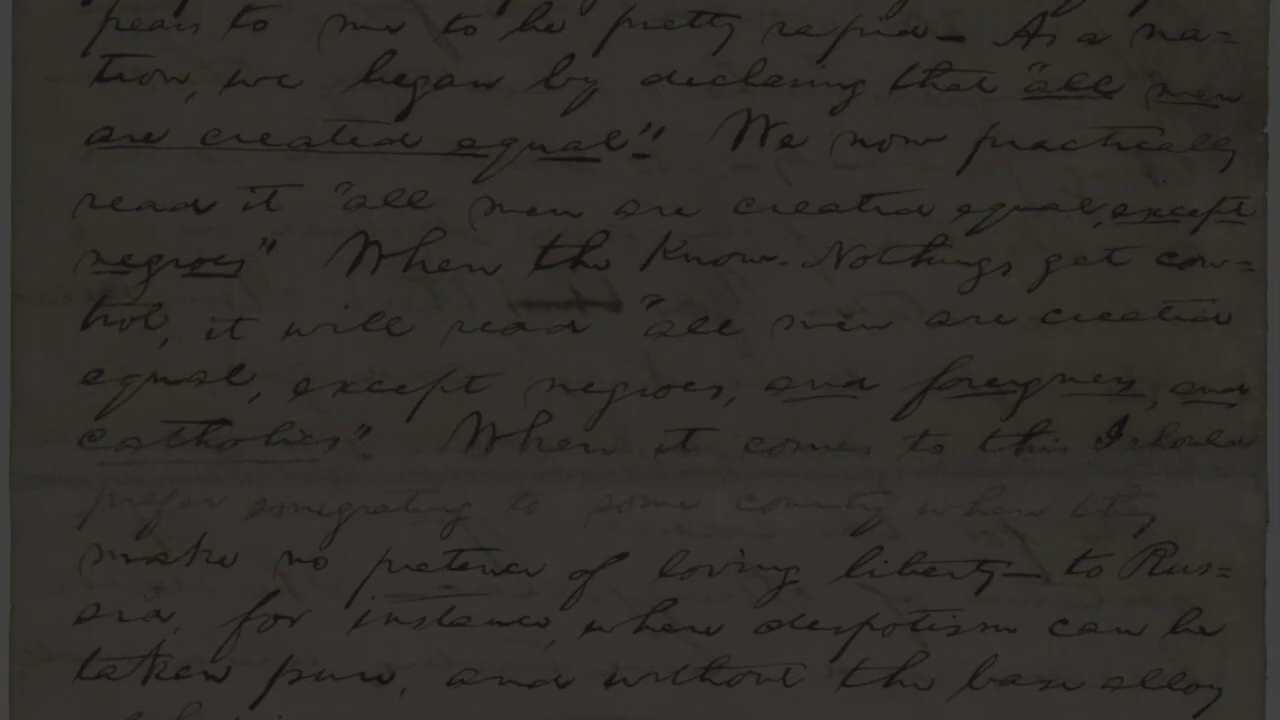 pears to me to be pretty rapid— As a na=
tion, we began by declaring that "all men
are created equal." We now practically
read it "all men are created equal, except
negroes" When the Know-Nothings get con=
trol, it will read "all men are created
equal, except negroes, and foreigners, and
catholics". When it comes to this I should
prefer emigrating to some country where they
make no pretence of loving liberty— to Rus=
sia, for instance, where despotism can be
taken pure, and without the base alloy